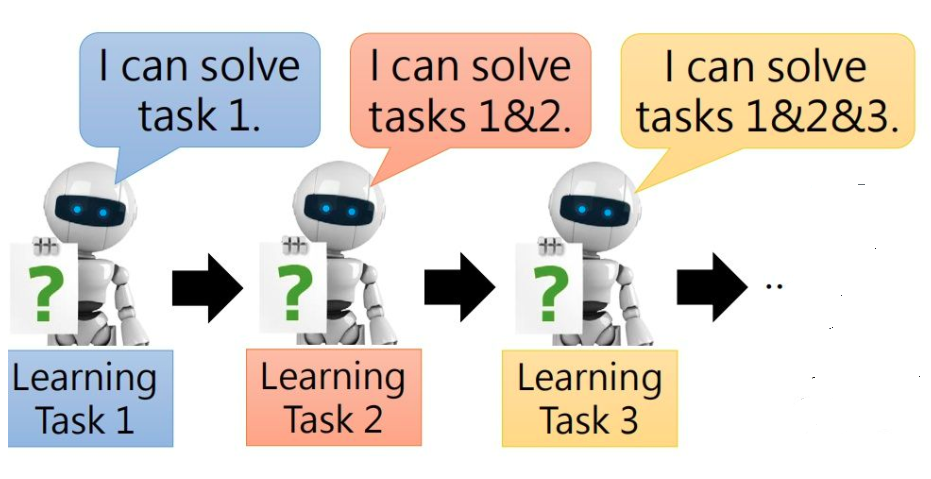 I can solve
task 1.
I can solve
tasks 1&2.
I can solve
tasks 1&2&3.
?
?
?
..
Learning
Task 1
Learning
Task 2
Learning
Task 3